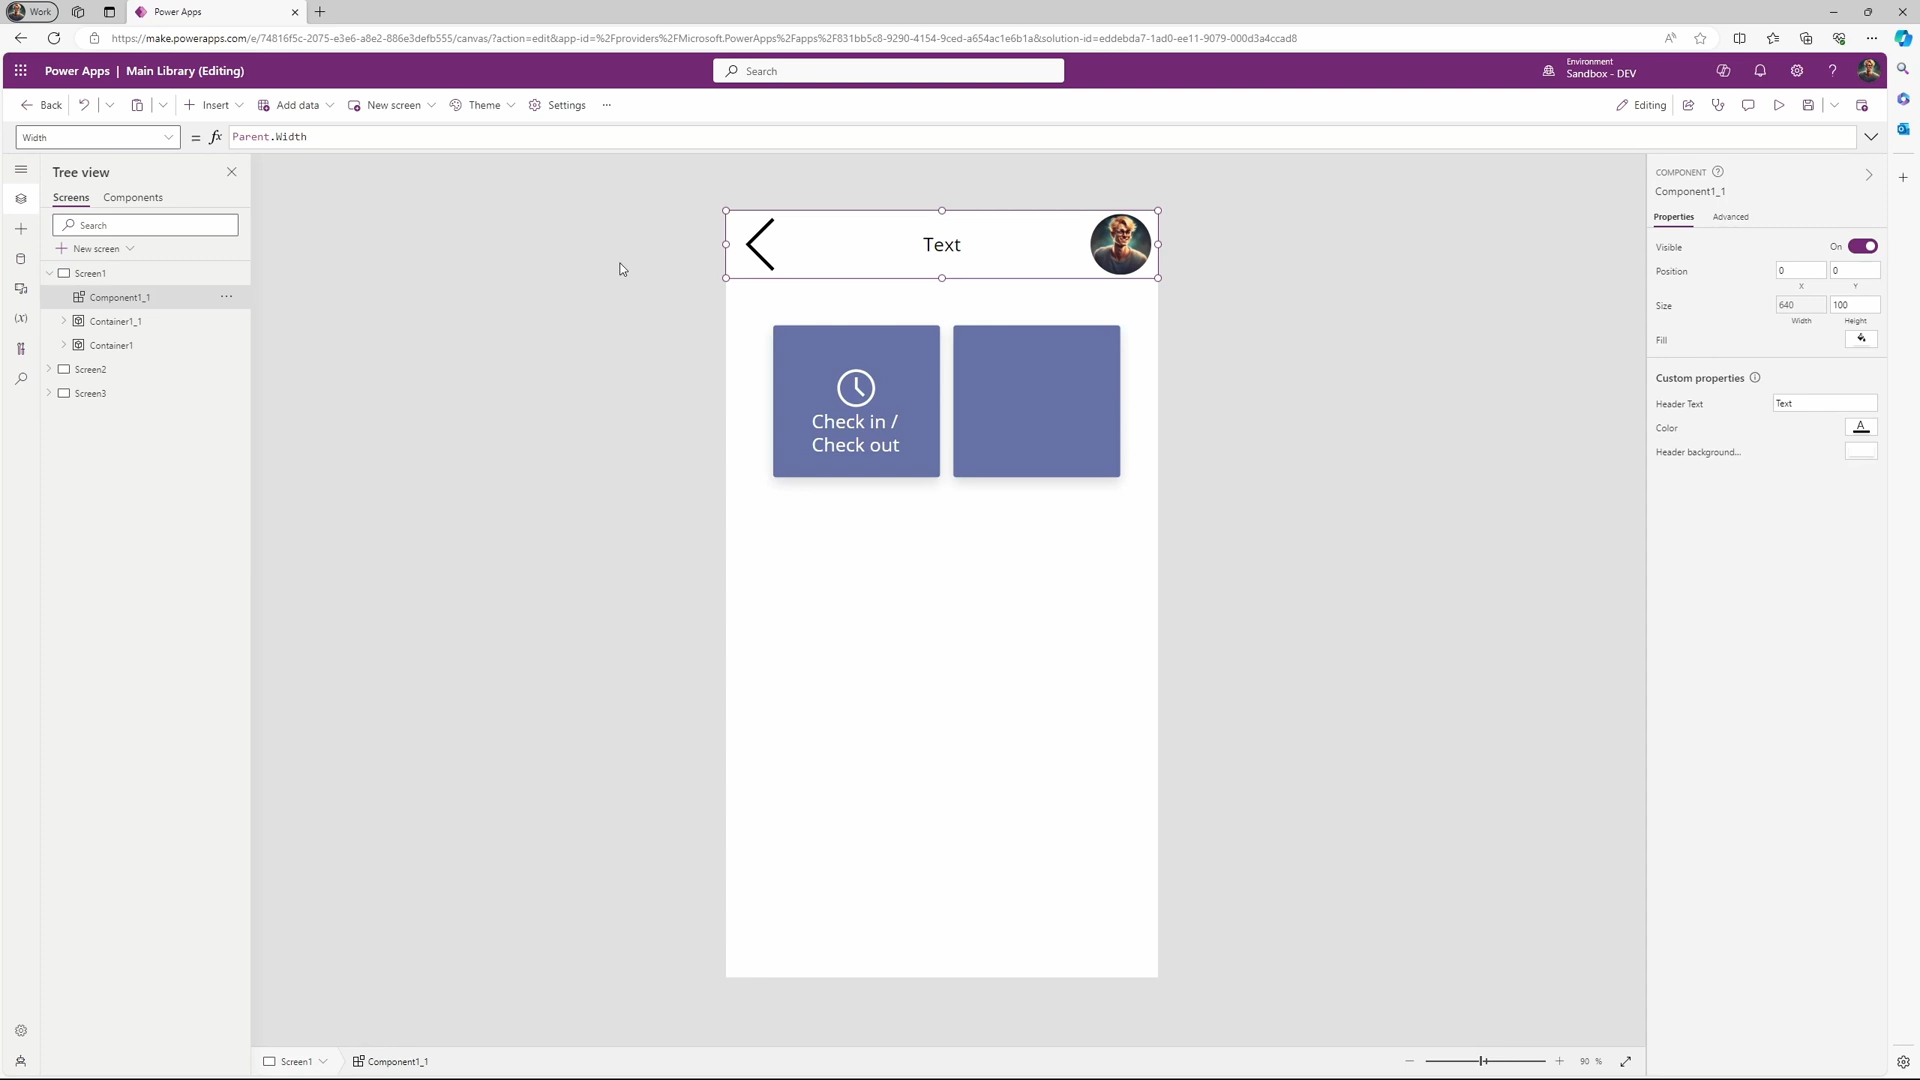 Work
Power Apps
https://make.powerapps.com/e/74816f5c-2075-e3e6-a8e2-886e3defb555/canvas/?action=edit&app-id=%2Fproviders%2FMicrosoft.PowerApps%2Fapps%2F831bb5c8-9290-4154-9ced-a654ac1e6b1a&solution-id=eddebda7-1ad0-ee11-9079-000d3a4ccad8
Power Apps | Main Library (Editing)
Search
Environment
Sandbox - DEV
Back
Insert
Add data
New screen
Theme
Settings
Editing
Width
= fx
Parent.Width
Tree view
Screens
Components
Search
New screen
Screen1
Component1_1
Container1_1
Container1
Screen2
Screen3
Text
Check in /
Check out
COMPONENT
Component1_1
Properties
Advanced
Visible
On
Position
0
0
X
Y
Size
640
100
Width
Height
Fill
Custom properties
Header Text
Text
Color
Header background...
Screen1
Component1_1
90 %